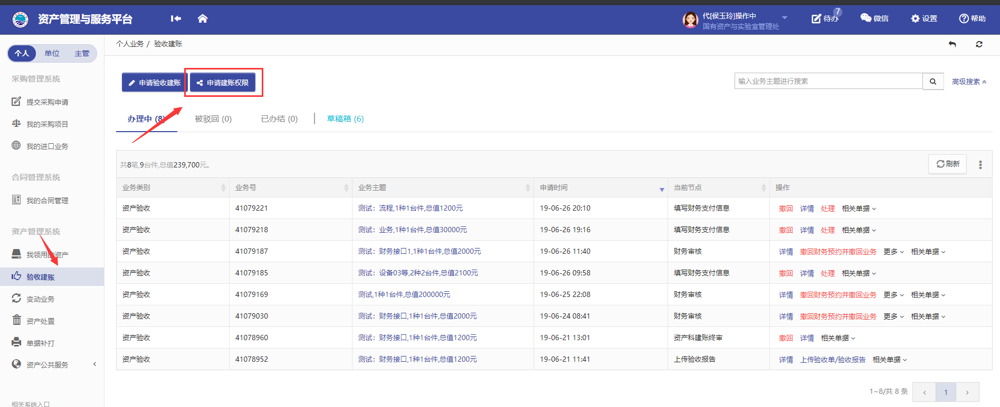 资产管理与服务平台
代[侯玉玲]操作中
国有资产与实验室管理处
待办
7
微信
设置
帮助
个人
单位
主管
采购管理系统
提交采购申请
我的采购项目
我的进口业务
合同管理系统
我的合同管理
资产管理系统
我领用的资产
验收建账
变动业务
资产处置
单据补打
资产公共服务
相关系统入口
个人业务 / 验收建账
申请验收建账
申请建账权限
输入业务主题进行搜索
高级搜索
办理中 (8)
被驳回 (0)
已办结 (0)
草稿箱 (6)
共8笔,9台件,总值239,700元。
刷新
业务类别 业务号 业务主题 申请时间 当前节点 操作
资产验收 41079221 测试：流程,1种1台件,总值1200元 19-06-26 20:10 填写财务支付信息 撤回 详情 处理 相关单据
资产验收 41079218 测试：业务,1种1台件,总值30000元 19-06-26 19:16 填写财务支付信息 撤回 详情 处理 相关单据
资产验收 41079187 测试：财务接口1,1种1台件,总值2000元 19-06-26 11:40 财务审核 详情 撤回财务预约并撤回业务 更多 相关单据
资产验收 41079185 测试：设备03等,2种2台件,总值2100元 19-06-26 09:58 填写财务支付信息 撤回 详情 处理 相关单据
资产验收 41079169 测试,1种1台件,总值200000元 19-06-25 22:08 财务审核 详情 撤回财务预约并撤回业务 更多 相关单据
资产验收 41079030 测试：财务接口,1种1台件,总值2000元 19-06-24 08:41 财务审核 详情 撤回财务预约并撤回业务 更多 相关单据
资产验收 41078960 测试：财务接口,1种1台件,总值1200元 19-06-21 13:01 资产科建账终审 撤回 详情 相关单据
资产验收 41078952 测试：财务接口,1种1台件,总值1200元 19-06-21 11:41 上传验收报告 详情 上传验收单/验收报告 相关单据
1~8/共 8 条 ‹ 1 ›